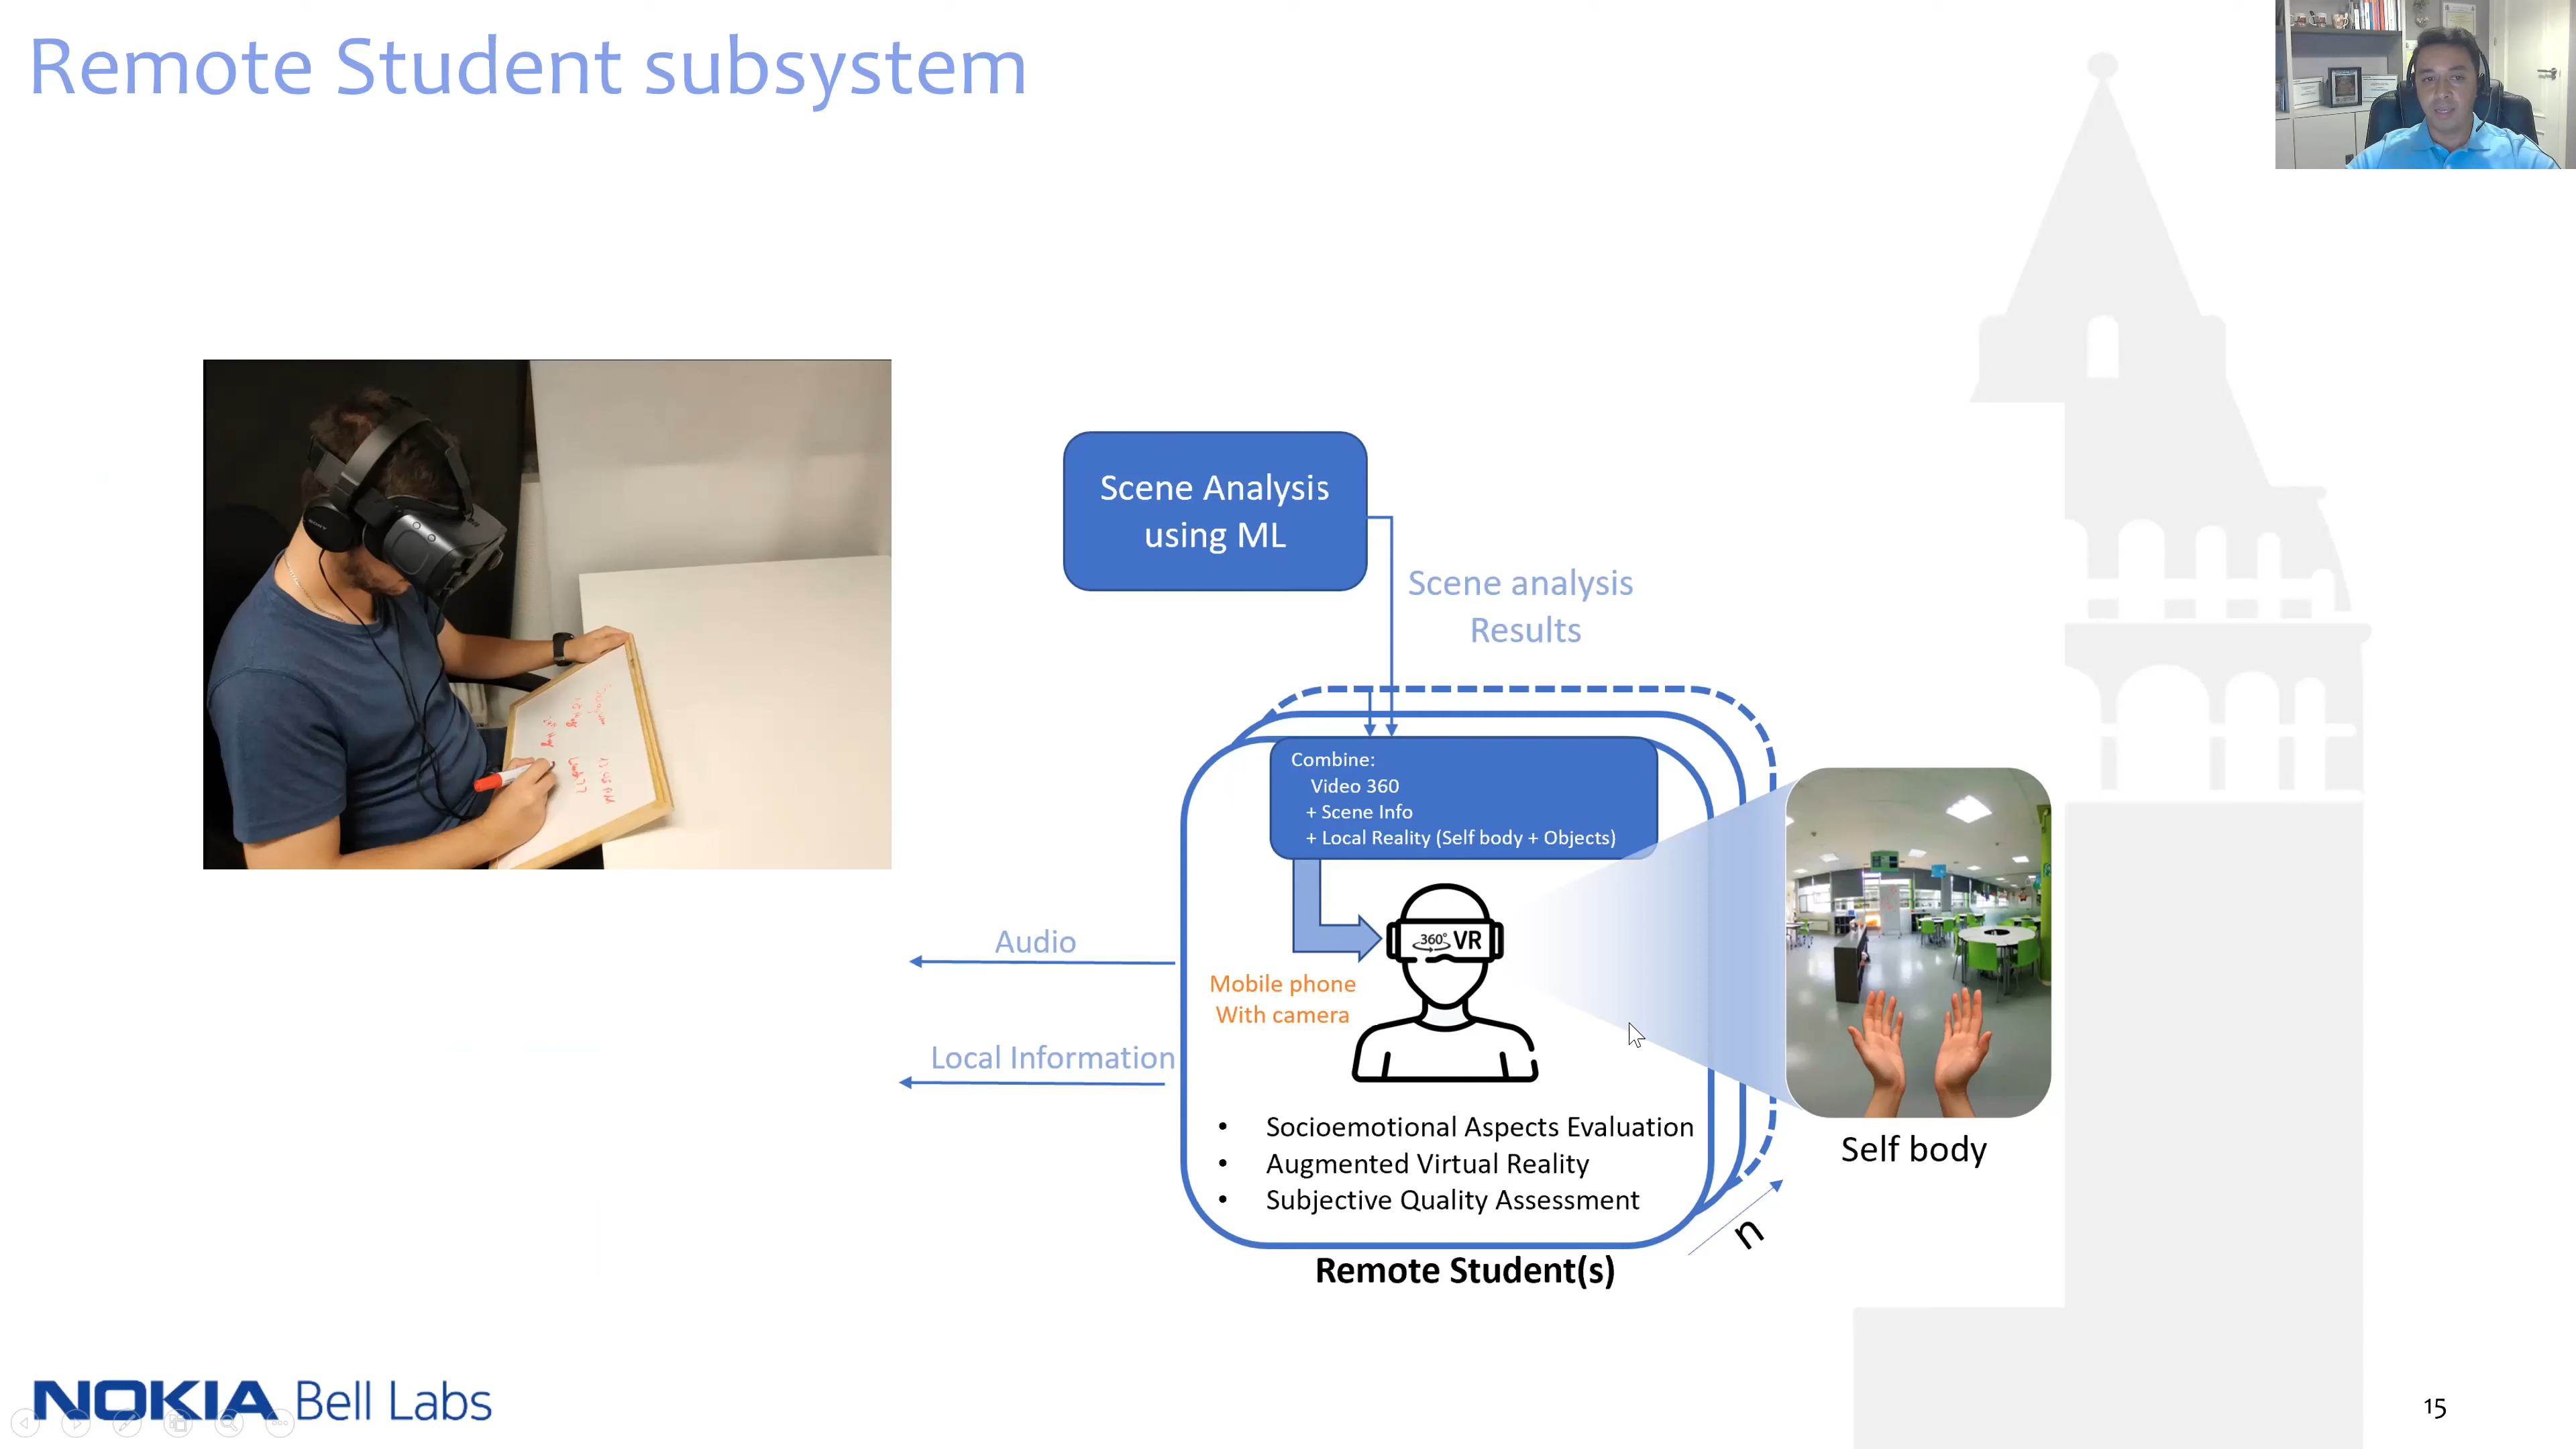 Remote Student subsystem
Scene Analysis
using ML
Scene analysis
Results
Combine:
Video 360
+ Scene Info
+ Local Reality (Self body + Objects)
360° VR
Audio
Mobile phone
With camera
Local Information
• Socioemotional Aspects Evaluation
• Augmented Virtual Reality
• Subjective Quality Assessment
Self body
n
Remote Student(s)
NOKIA Bell Labs
15